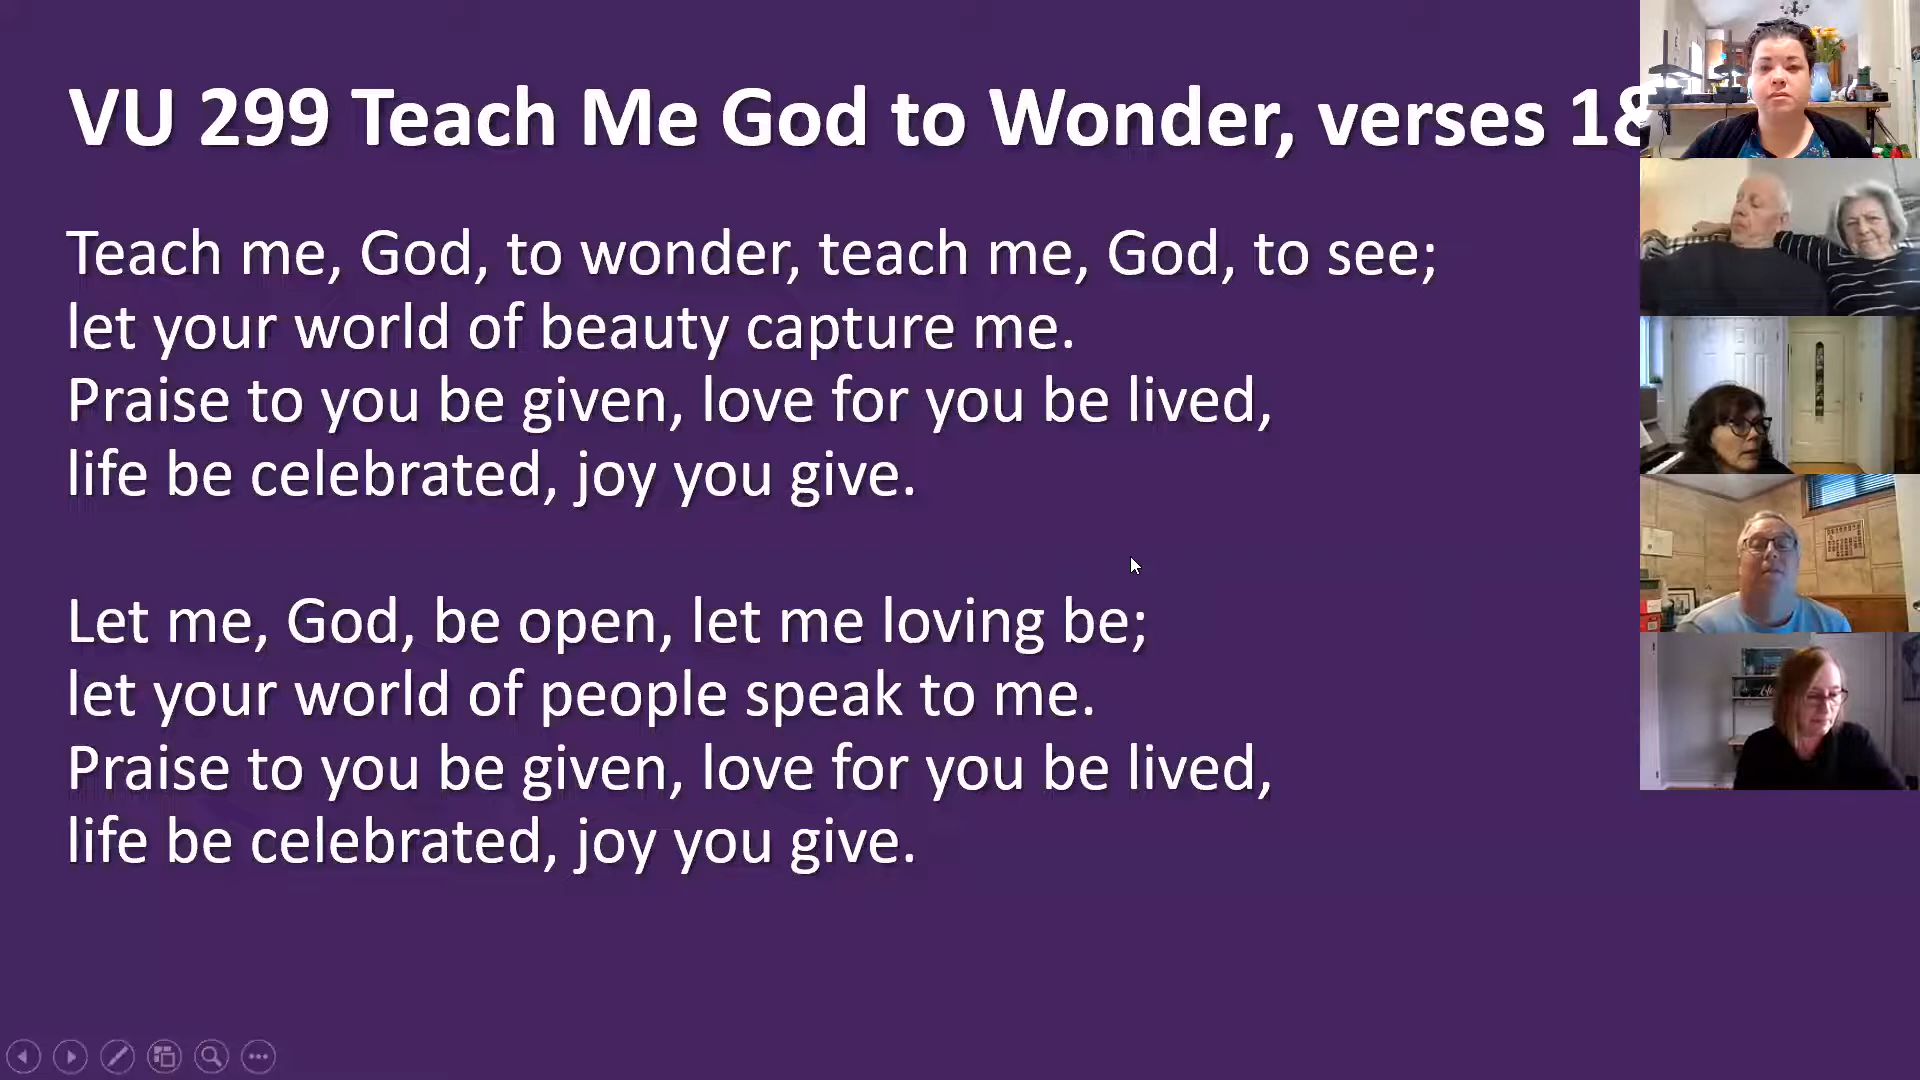 VU 299 Teach Me God to Wonder, verses 1&
Teach me, God, to wonder, teach me, God, to see;
let your world of beauty capture me.
Praise to you be given, love for you be lived,
life be celebrated, joy you give.
Let me, God, be open, let me loving be;
let your world of people speak to me.
Praise to you be given, love for you be lived,
life be celebrated, joy you give.